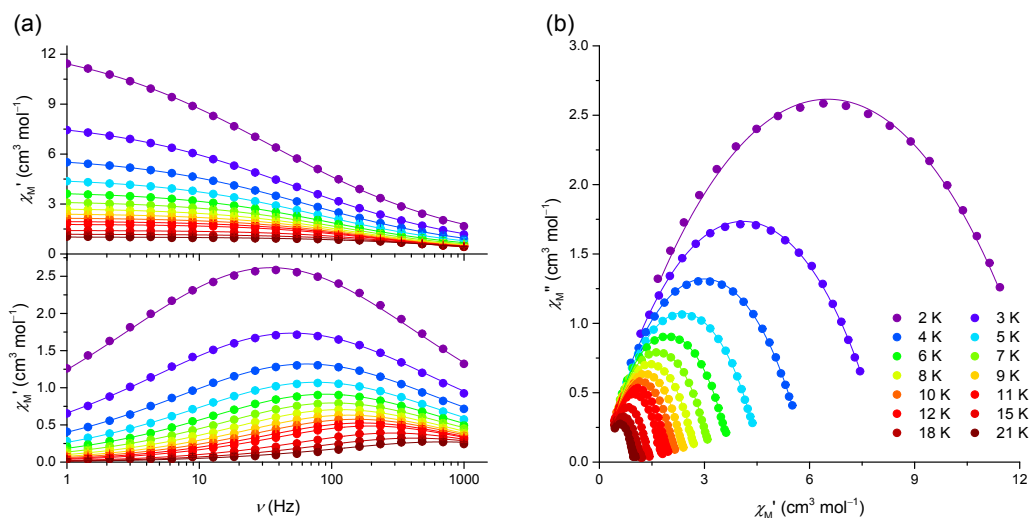 (a)
12
9
6
3
0
χM' (cm³ mol⁻¹)
2.5
2.0
1.5
1.0
0.5
0.0
χM' (cm³ mol⁻¹)
1 10 100 1000
ν (Hz)
(b)
3.0
2.5
2.0
1.5
1.0
0.5
0.0
χM'' (cm³ mol⁻¹)
2 K 3 K
4 K 5 K
6 K 7 K
8 K 9 K
10 K 11 K
12 K 15 K
18 K 21 K
0 3 6 9 12
χM' (cm³ mol⁻¹)